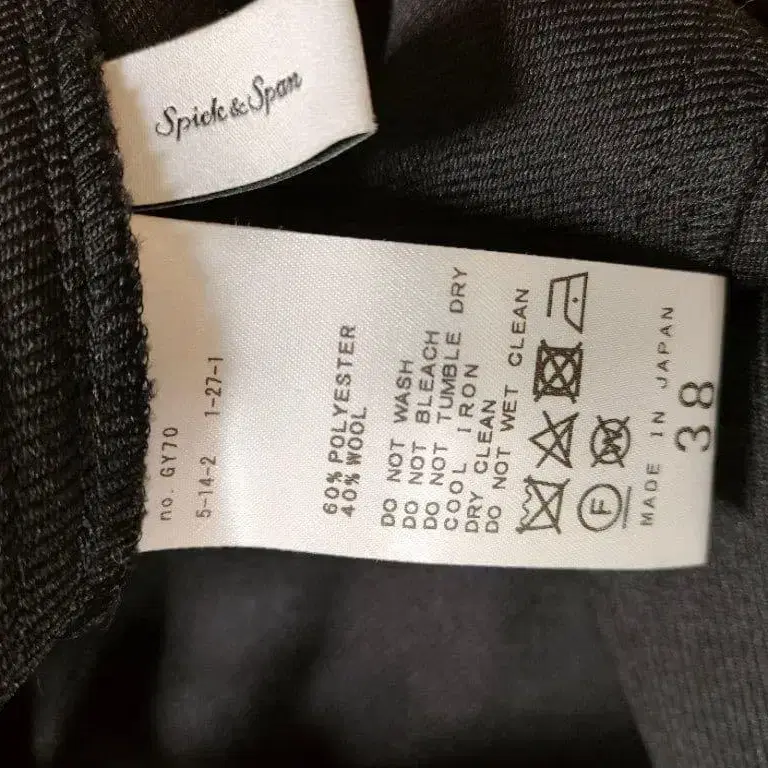 Spick & Span
no. GY70
5-14-2 1-27-1
60% POLYESTER
40% WOOL
DO NOT WASH
DO NOT BLEACH
DO NOT TUMBLE DRY
COOL IRON
DRY CLEAN
DO NOT WET CLEAN
F W
MADE IN JAPAN
38